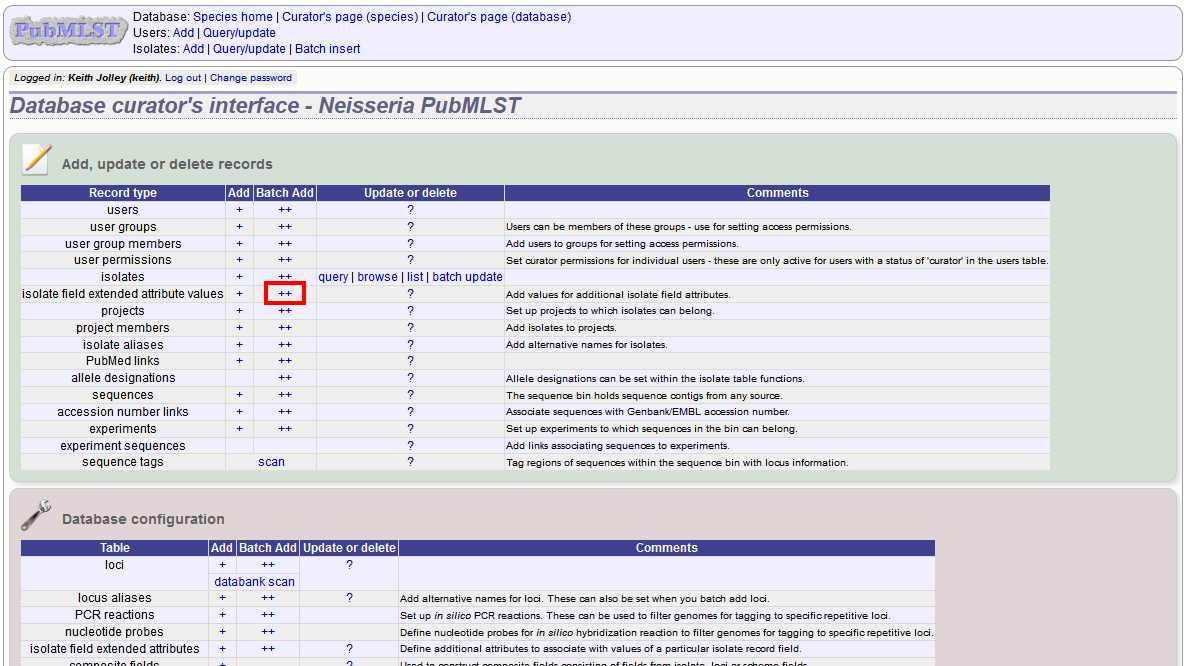 PubMLST
Database: Species home | Curator's page (species) | Curator's page (database)
Users: Add | Query/update
Isolates: Add | Query/update | Batch insert
Logged in: Keith Jolley (keith). Log out | Change password
Database curator's interface - Neisseria PubMLST
Add, update or delete records
Record type Add Batch Add Update or delete Comments
users + ++ ?
user groups + ++ ? Users can be members of these groups - use for setting access permissions.
user group members + ++ ? Add users to groups for setting access permissions.
user permissions + ++ ? Set curator permissions for individual users - these are only active for users with a status of 'curator' in the users table.
isolates + ++ query | browse | list | batch update
isolate field extended attribute values + ++ ? Add values for additional isolate field attributes.
projects + ++ ? Set up projects to which isolates can belong.
project members + ++ ? Add isolates to projects.
isolate aliases + ++ ? Add alternative names for isolates.
PubMed links + ++ ?
allele designations ++ ? Allele designations can be set within the isolate table functions.
sequences + ++ ? The sequence bin holds sequence contigs from any source.
accession number links + ++ ? Associate sequences with Genbank/EMBL accession number.
experiments + ++ ? Set up experiments to which sequences in the bin can belong.
experiment sequences ? Add links associating sequences to experiments.
sequence tags scan ? Tag regions of sequences within the sequence bin with locus information.
Database configuration
Table Add Batch Add Update or delete Comments
loci + ++ ?
databank scan
locus aliases + ++ ? Add alternative names for loci. These can also be set when you batch add loci.
PCR reactions + ++ Set up in silico PCR reactions. These can be used to filter genomes for tagging to specific repetitive loci.
nucleotide probes + ++ Define nucleotide probes for in silico hybridization reaction to filter genomes for tagging to specific repetitive loci.
isolate field extended attributes + ++ ? Define additional attributes to associate with values of a particular isolate record field.
composite fields + ? Used to construct composite fields consisting of fields from isolate, loci or scheme fields.